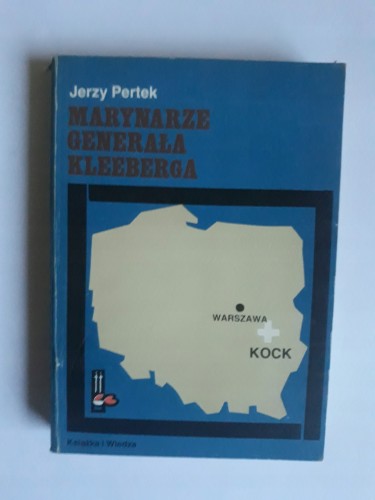 Jerzy Pertek
MARYNARZE
GENERAŁA
KLEEBERGA
WARSZAWA
KOCK
Książka i Wiedza